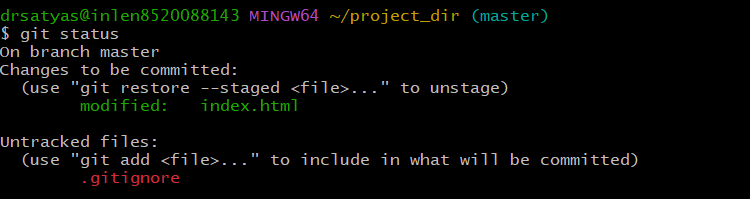 drsatyas@inlen8520088143 MINGW64 ~/project_dir (master)
$ git status
On branch master
Changes to be committed:
  (use "git restore --staged <file>..." to unstage)
        modified:   index.html

Untracked files:
  (use "git add <file>..." to include in what will be committed)
        .gitignore